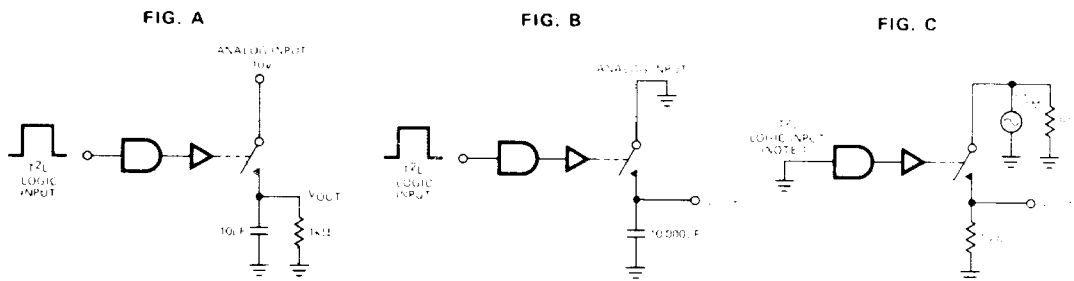 FIG. A
ANALOG INPUT
10V
T²L
LOGIC
INPUT
VOUT
10pF
1kΩ
FIG. B
ANALOG INPUT
T²L
LOGIC
INPUT
10,000pF
FIG. C
T²L
LOGIC INPUT
(NOTE